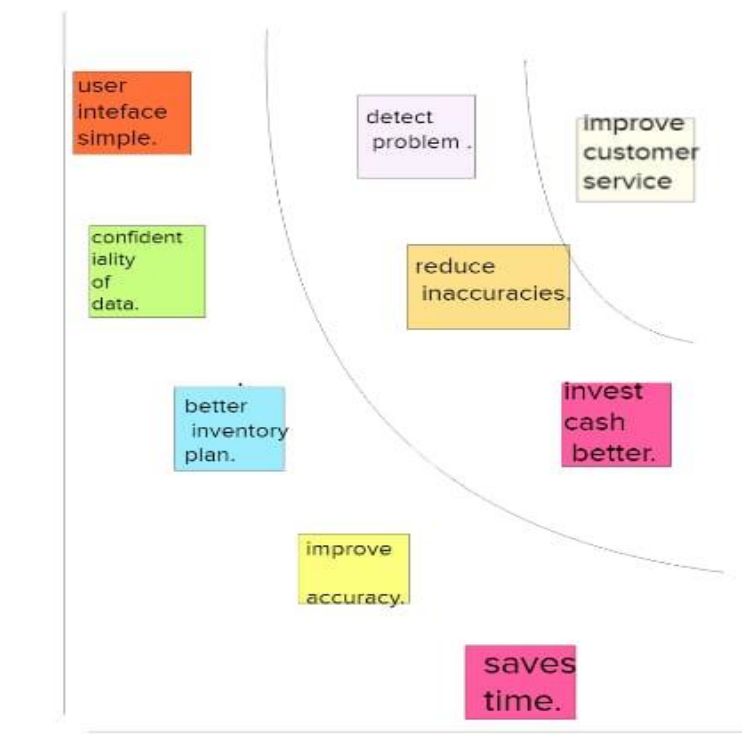 user
inteface
simple.
detect
problem .
improve
customer
service
confident
iality
of
data.
reduce
inaccuracies.
better
inventory
plan.
invest
cash
better.
improve
accuracy.
saves
time.